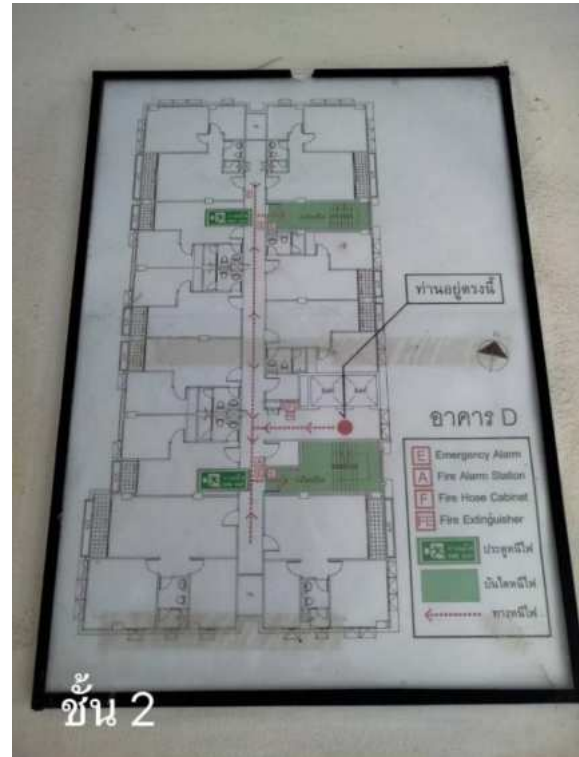 ท่านอยู่ตรงนี้
อาคาร D
E Emergency Alarm
A Fire Alarm Station
F Fire Hose Cabinet
FE Fire Extinguisher
ประตูหนีไฟ
บันไดหนีไฟ
ทางหนีไฟ
ชั้น 2